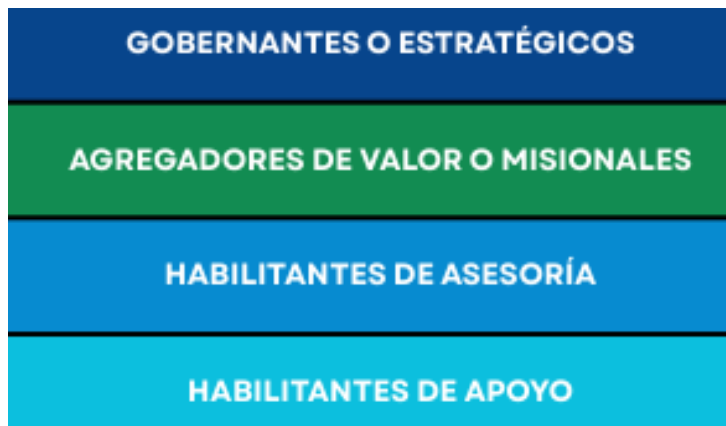 GOBERNANTES O ESTRATÉGICOS
AGREGADORES DE VALOR O MISIONALES
HABILITANTES DE ASESORÍA
HABILITANTES DE APOYO